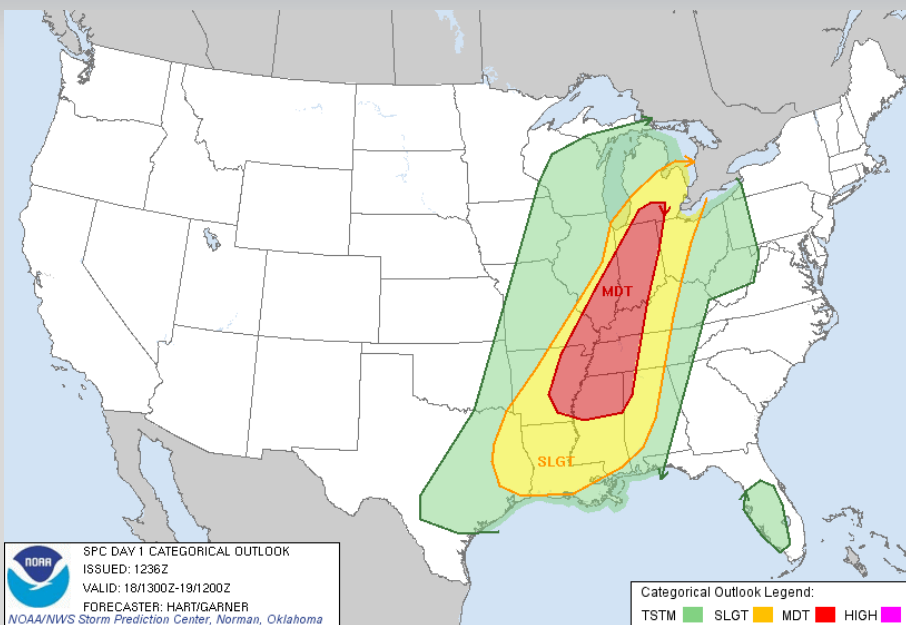 MDT
SLGT
NOAA
SPC DAY 1 CATEGORICAL OUTLOOK
ISSUED: 1236Z
VALID: 18/1300Z-19/1200Z
FORECASTER: HART/GARNER
NOAA/NWS Storm Prediction Center, Norman, Oklahoma
Categorical Outlook Legend:
TSTM SLGT MDT HIGH